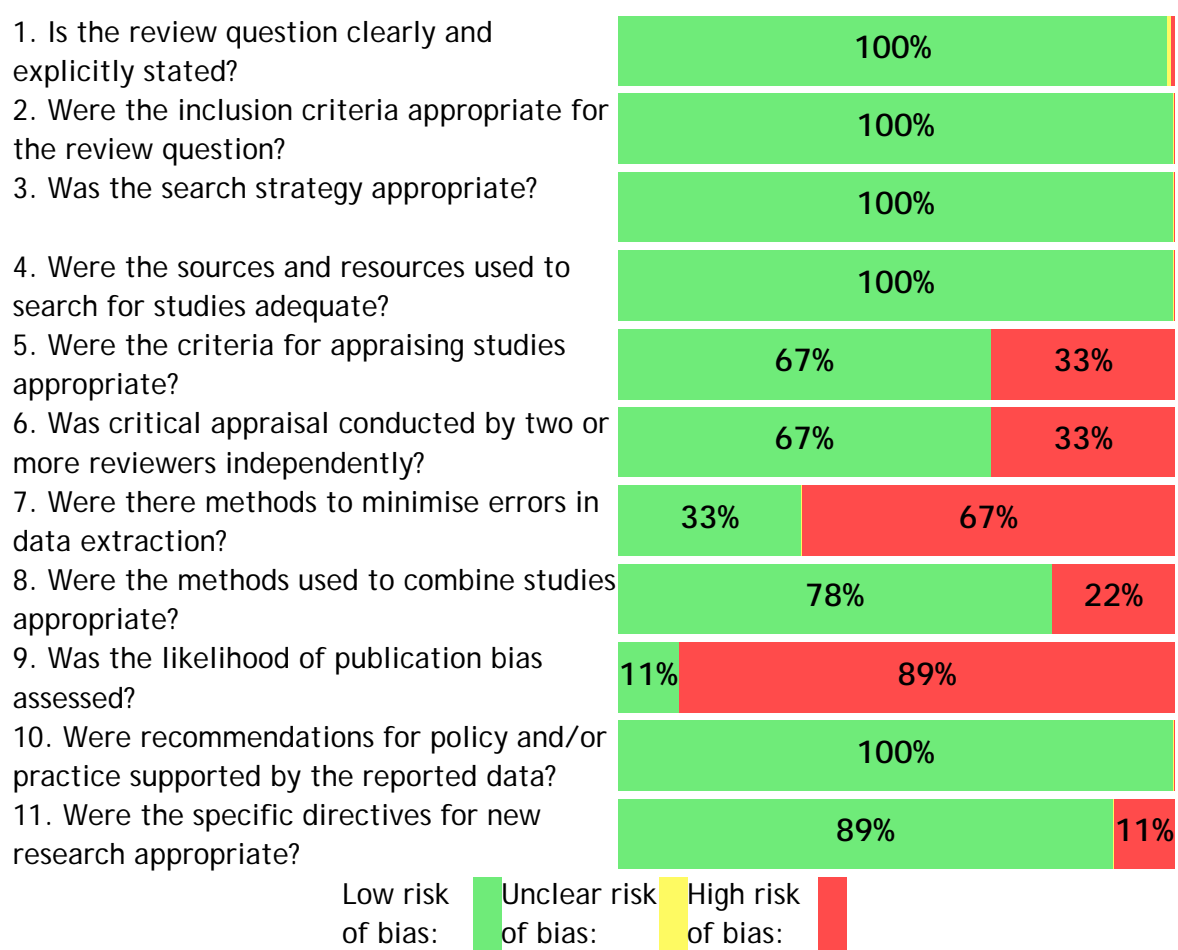 1. Is the review question clearly and
explicitly stated?
100%
2. Were the inclusion criteria appropriate for
the review question?
100%
3. Was the search strategy appropriate?
100%
4. Were the sources and resources used to
search for studies adequate?
100%
5. Were the criteria for appraising studies
appropriate?
67% 33%
6. Was critical appraisal conducted by two or
more reviewers independently?
67% 33%
7. Were there methods to minimise errors in
data extraction?
33% 67%
8. Were the methods used to combine studies
appropriate?
78% 22%
9. Was the likelihood of publication bias
assessed?
11% 89%
10. Were recommendations for policy and/or
practice supported by the reported data?
100%
11. Were the specific directives for new
research appropriate?
89% 11%
Low risk Unclear risk High risk
of bias: of bias: of bias: